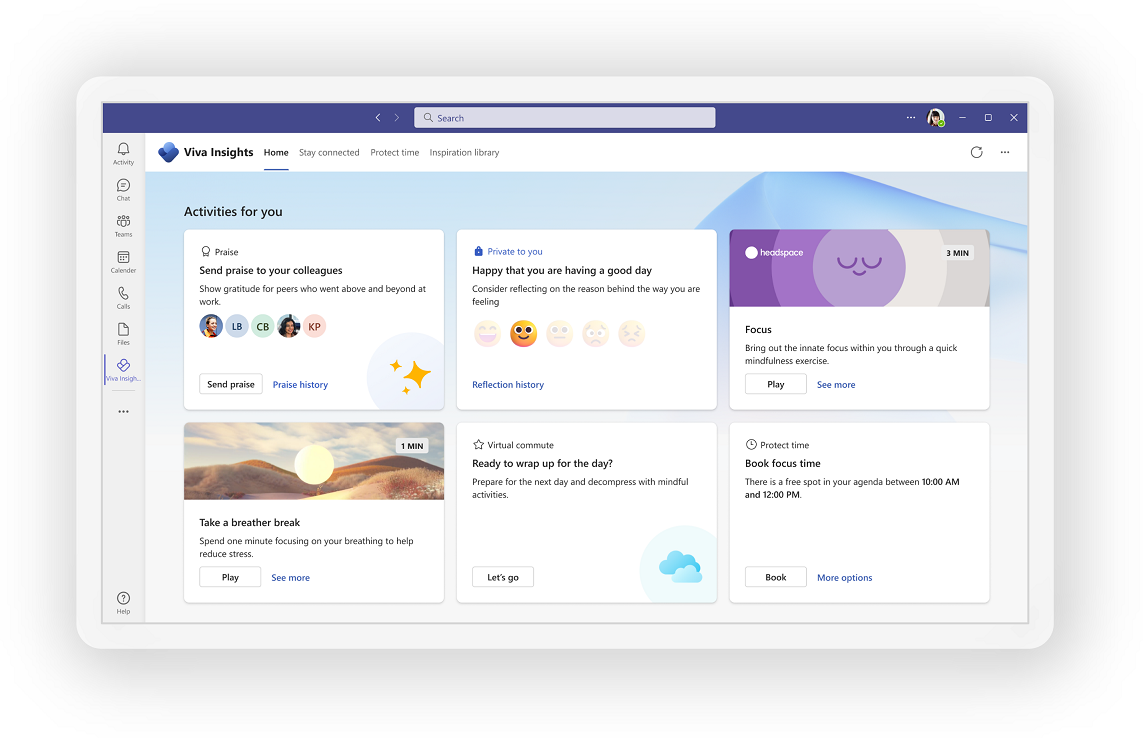 Search
Activity
Chat
Teams
Calender
Calls
Files
Viva Insigh...
Help
Viva Insights
Home
Stay connected
Protect time
Inspiration library
Activities for you
Praise
Send praise to your colleagues
Show gratitude for peers who went above and beyond at
work.
LB
CB
KP
Send praise
Praise history
Private to you
Happy that you are having a good day
Consider reflecting on the reason behind the way you are
feeling
Reflection history
headspace
3 MIN
Focus
Bring out the innate focus within you through a quick
mindfulness exercise.
Play
See more
1 MIN
Take a breather break
Spend one minute focusing on your breathing to help
reduce stress.
Play
See more
Virtual commute
Ready to wrap up for the day?
Prepare for the next day and decompress with mindful
activities.
Let's go
Protect time
Book focus time
There is a free spot in your agenda between 10:00 AM
and 12:00 PM.
Book
More options